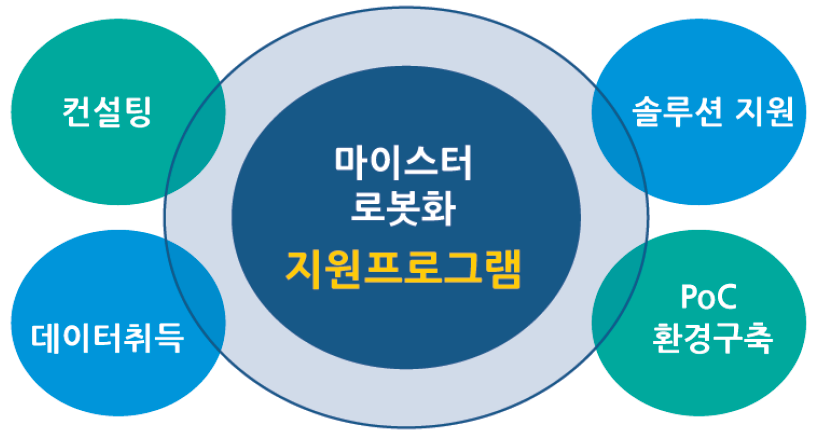 컨설팅
솔루션 지원
마이스터
로봇화
지원프로그램
데이터취득
PoC
환경구축